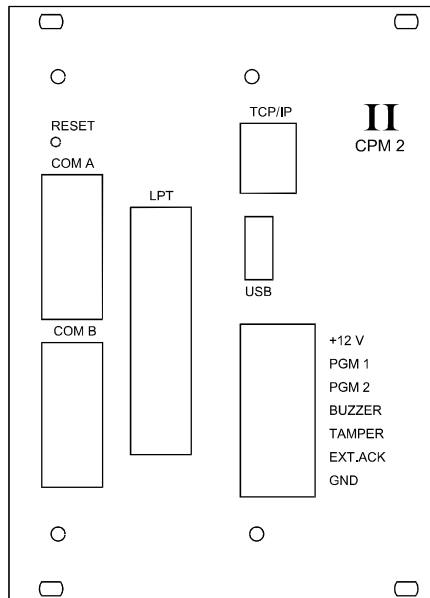 RESET
COM A
LPT
COM B
TCP/IP
II
CPM 2
USB
+12 V
PGM 1
PGM 2
BUZZER
TAMPER
EXT.ACK
GND